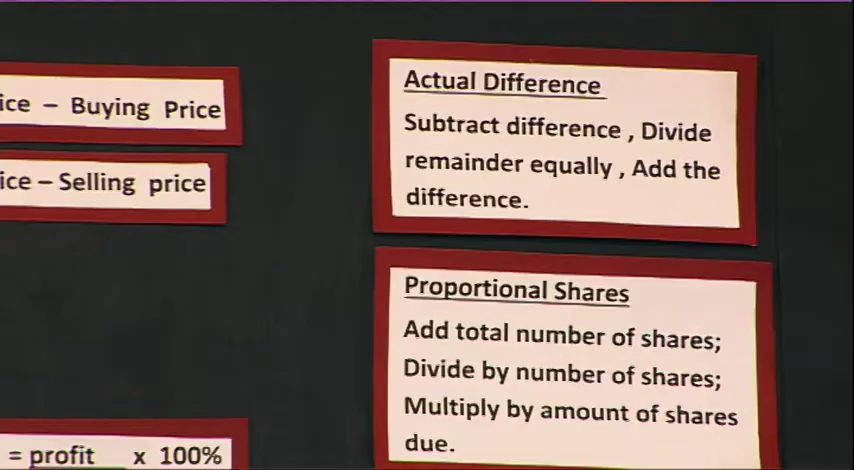 ice – Buying Price
ice – Selling price
= profit x 100%
Actual Difference
Subtract difference , Divide
remainder equally , Add the
difference.
Proportional Shares
Add total number of shares;
Divide by number of shares;
Multiply by amount of shares
due.